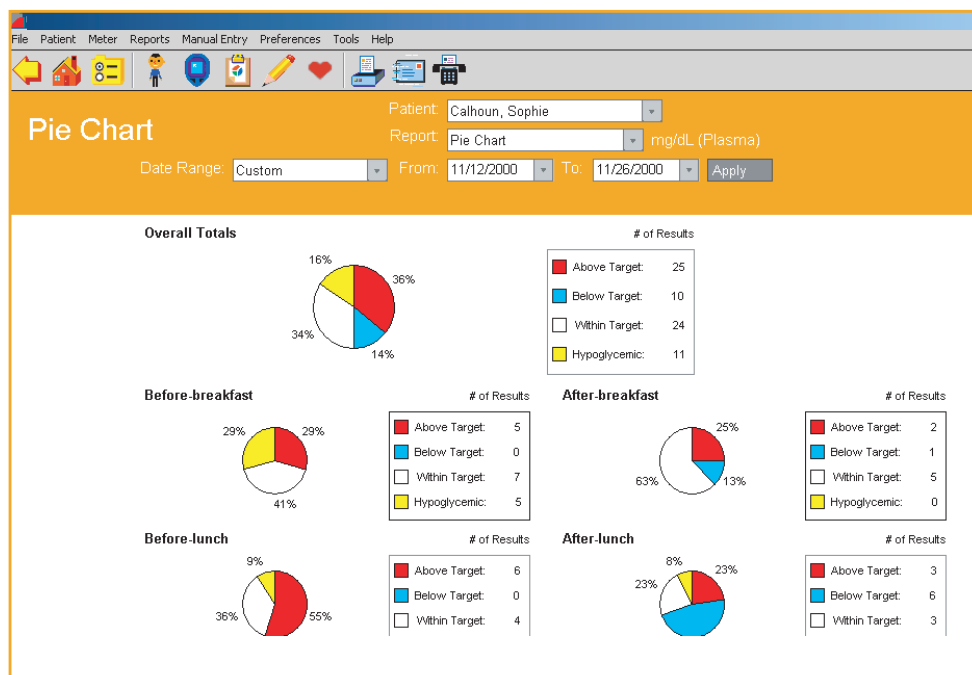 File Patient Meter Reports Manual Entry Preferences Tools Help
Pie Chart
Patient: Calhoun, Sophie
Report: Pie Chart mg/dL (Plasma)
Date Range: Custom From: 11/12/2000 To: 11/26/2000 Apply
Overall Totals
# of Results
16%
36%
34%
14%
Above Target: 25
Below Target: 10
Within Target: 24
Hypoglycemic: 11
Before-breakfast
# of Results
29%
29%
41%
Above Target: 5
Below Target: 0
Within Target: 7
Hypoglycemic: 5
After-breakfast
# of Results
25%
63%
13%
Above Target: 2
Below Target: 1
Within Target: 5
Hypoglycemic: 0
Before-lunch
# of Results
9%
36%
55%
Above Target: 6
Below Target: 0
Within Target: 4
After-lunch
# of Results
8%
23%
23%
Above Target: 3
Below Target: 6
Within Target: 3